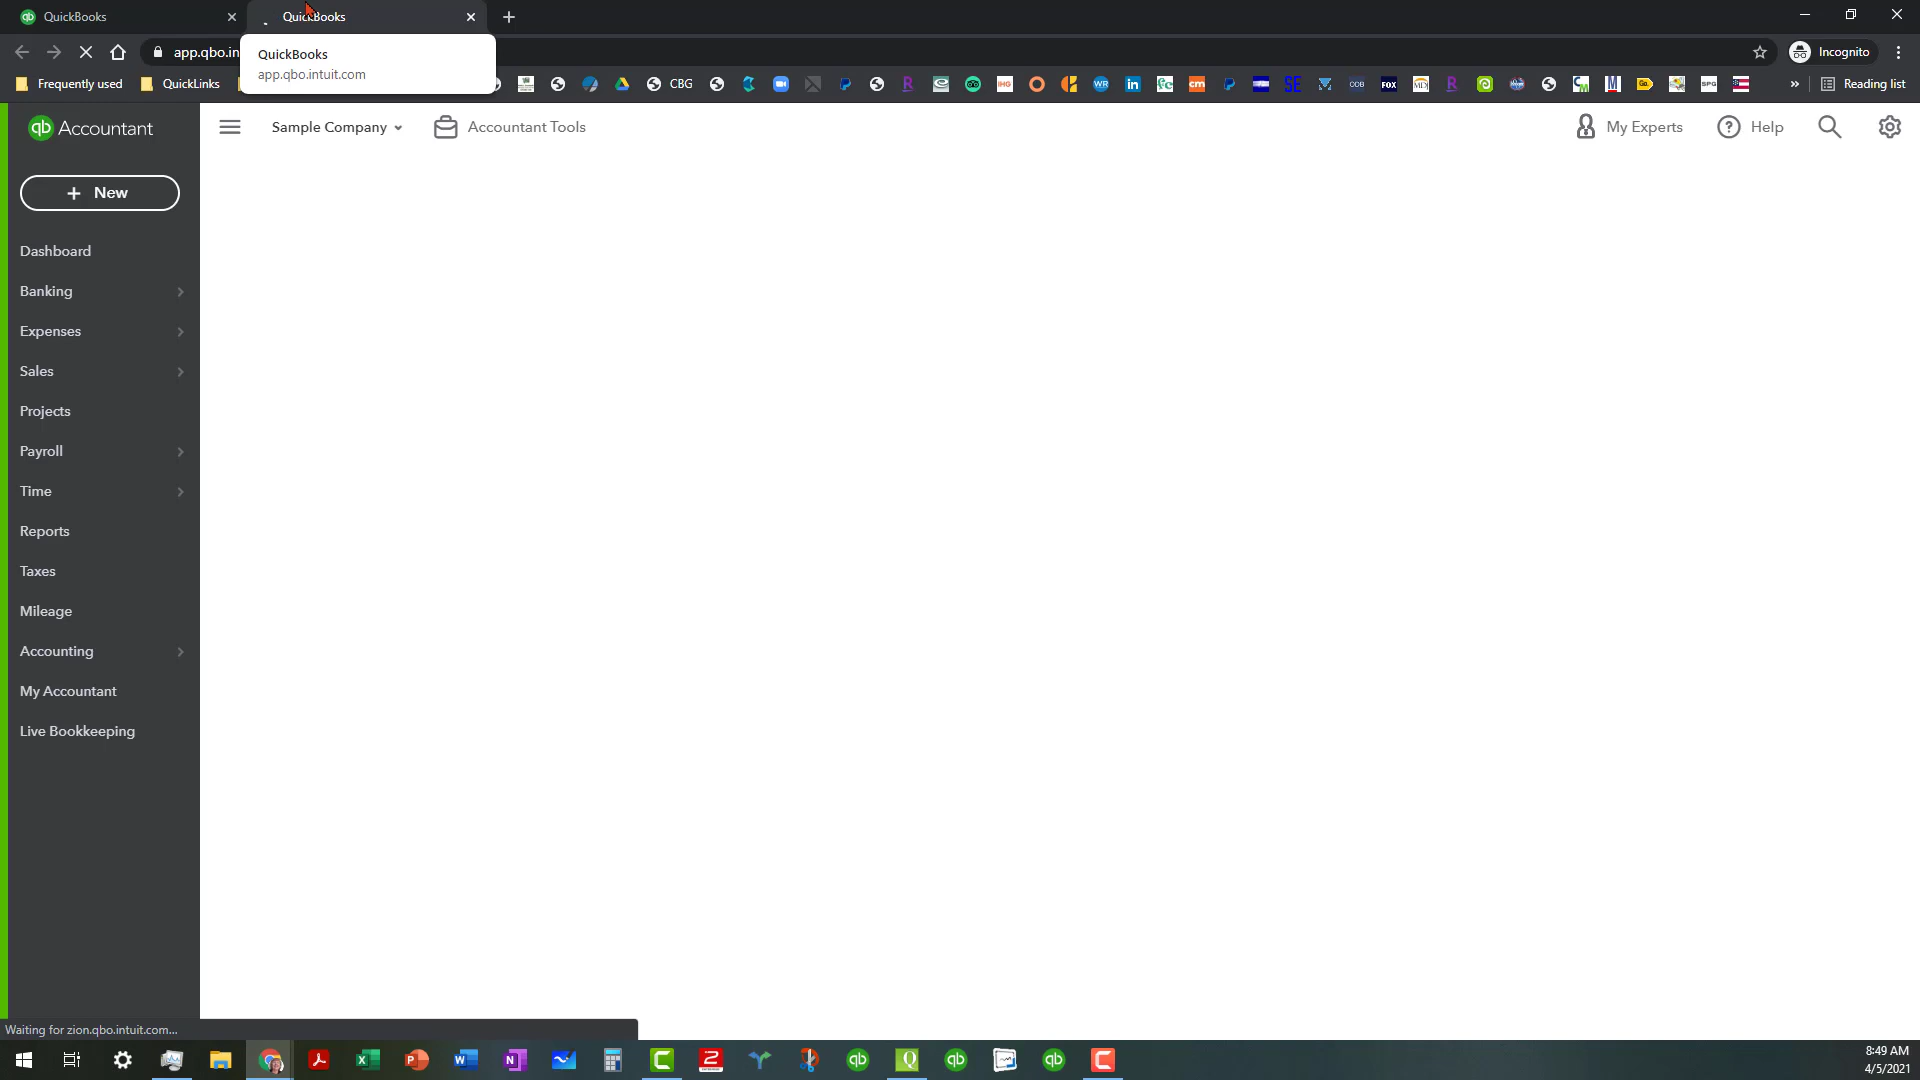 QuickBooks
QuickBooks
app.qbo.in
QuickBooks
app.qbo.intuit.com
Incognito
Frequently used
QuickLinks
CBG
Reading list
qb Accountant
Sample Company
Accountant Tools
My Experts
Help
+ New
Dashboard
Banking
Expenses
Sales
Projects
Payroll
Time
Reports
Taxes
Mileage
Accounting
My Accountant
Live Bookkeeping
Waiting for zion.qbo.intuit.com...
8:49 AM
4/5/2021